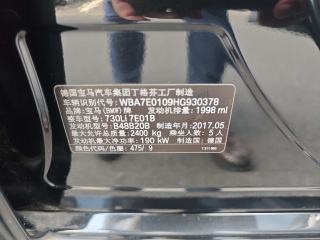 德国宝马汽车集团丁格芬工厂制造
车辆识别代号: WBA7E0109HG930378
品牌: 宝马(BMW)牌 发动机排量: 1998 ml
整车型号: 730Li 7E01B
发动机型号: B48B20B 制造年月: 2017.05
最大允许总质量: 2400 kg 乘坐人数: 5 人
发动机最大净功率: 190 kW 制造国: 德国
颜色代码: 475/ 9